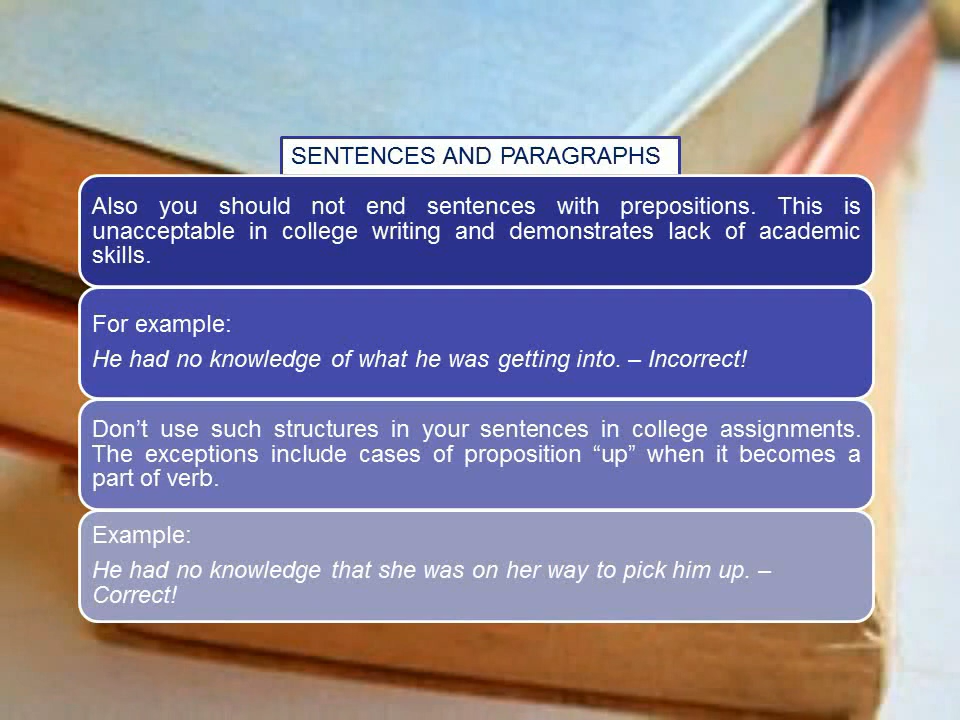 SENTENCES AND PARAGRAPHS
Also you should not end sentences with prepositions. This is
unacceptable in college writing and demonstrates lack of academic
skills.
For example:
He had no knowledge of what he was getting into. – Incorrect!
Don’t use such structures in your sentences in college assignments.
The exceptions include cases of proposition “up” when it becomes a
part of verb.
Example:
He had no knowledge that she was on her way to pick him up. –
Correct!